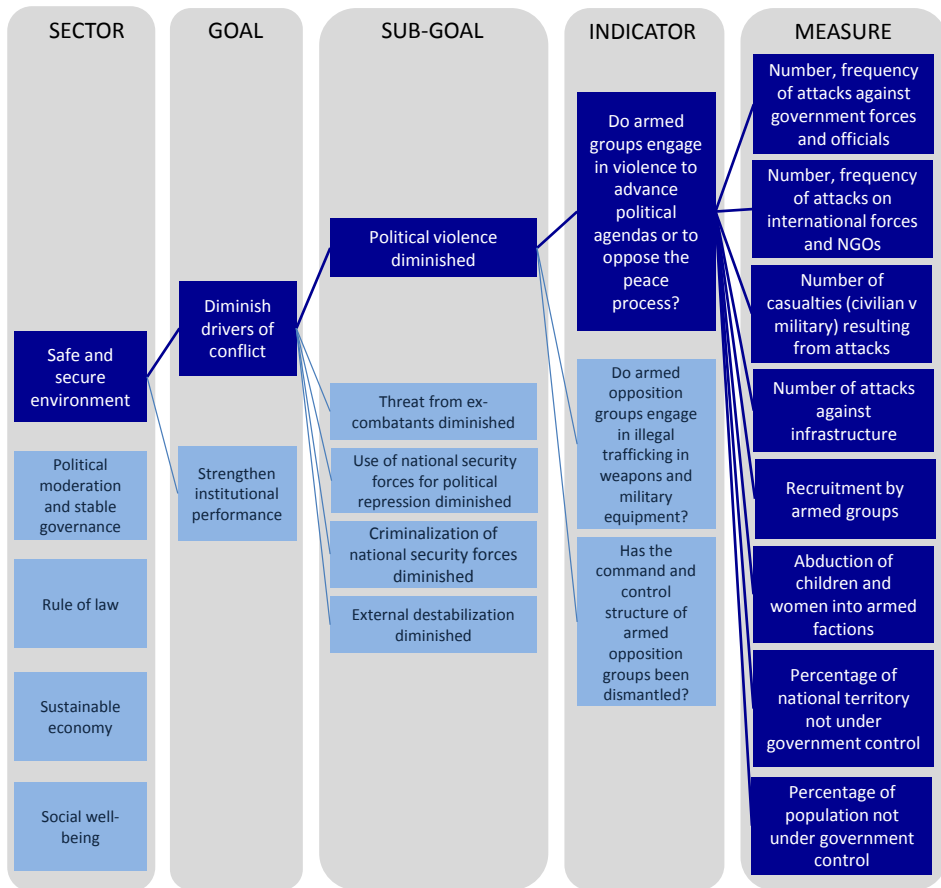 SECTOR
Safe and
secure
environment
Political
moderation
and stable
governance
Rule of law
Sustainable
economy
Social well-
being
GOAL
Diminish
drivers of
conflict
Strengthen
institutional
performance
SUB-GOAL
Political violence
diminished
Threat from ex-
combatants diminished
Use of national security
forces for political
repression diminished
Criminalization of
national security forces
diminished
External destabilization
diminished
INDICATOR
Do armed
groups engage
in violence to
advance
political
agendas or to
oppose the
peace
process?
Do armed
opposition
groups engage
in illegal
trafficking in
weapons and
military
equipment?
Has the
command and
control
structure of
armed
opposition
groups been
dismantled?
MEASURE
Number, frequency
of attacks against
government forces
and officials
Number, frequency
of attacks on
international forces
and NGOs
Number of
casualties (civilian v
military) resulting
from attacks
Number of attacks
against
infrastructure
Recruitment by
armed groups
Abduction of
children and
women into armed
factions
Percentage of
national territory
not under
government control
Percentage of
population not
under government
control